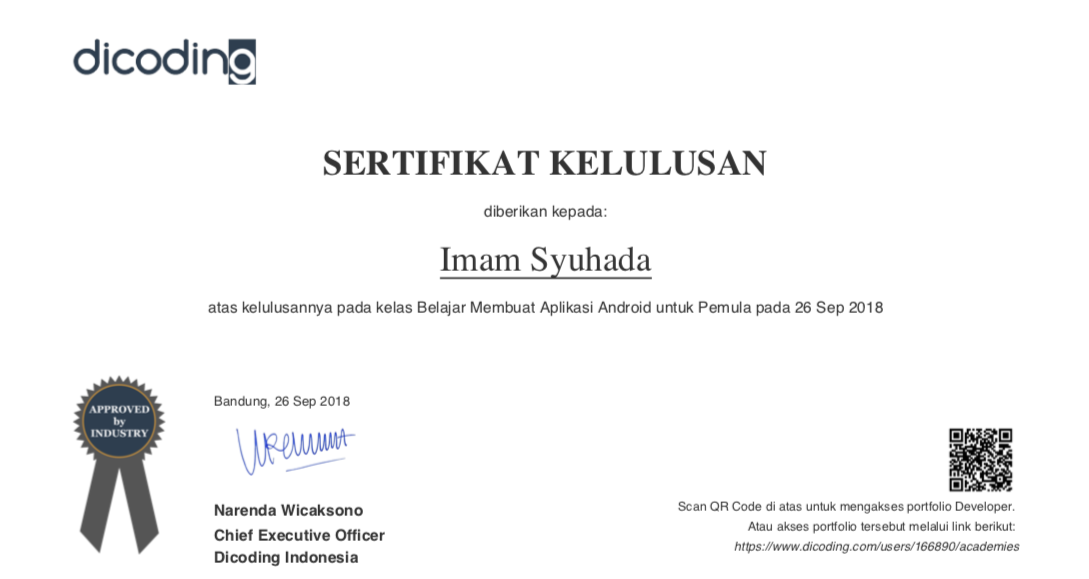 dicoding
SERTIFIKAT KELULUSAN
diberikan kepada:
Imam Syuhada
atas kelulusannya pada kelas Belajar Membuat Aplikasi Android untuk Pemula pada 26 Sep 2018
APPROVED
by
INDUSTRY
Bandung, 26 Sep 2018
Narenda Wicaksono
Chief Executive Officer
Dicoding Indonesia
Scan QR Code di atas untuk mengakses portfolio Developer.
Atau akses portfolio tersebut melalui link berikut:
https://www.dicoding.com/users/166890/academies